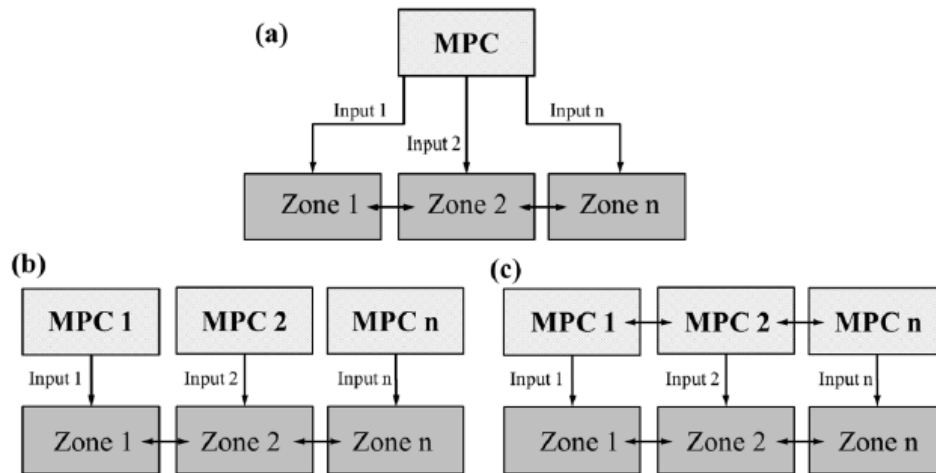 (a)
MPC
Input 1
Input 2
Input n
Zone 1
Zone 2
Zone n
(b)
MPC 1
MPC 2
MPC n
Input 1
Input 2
Input n
Zone 1
Zone 2
Zone n
(c)
MPC 1
MPC 2
MPC n
Input 1
Input 2
Input n
Zone 1
Zone 2
Zone n